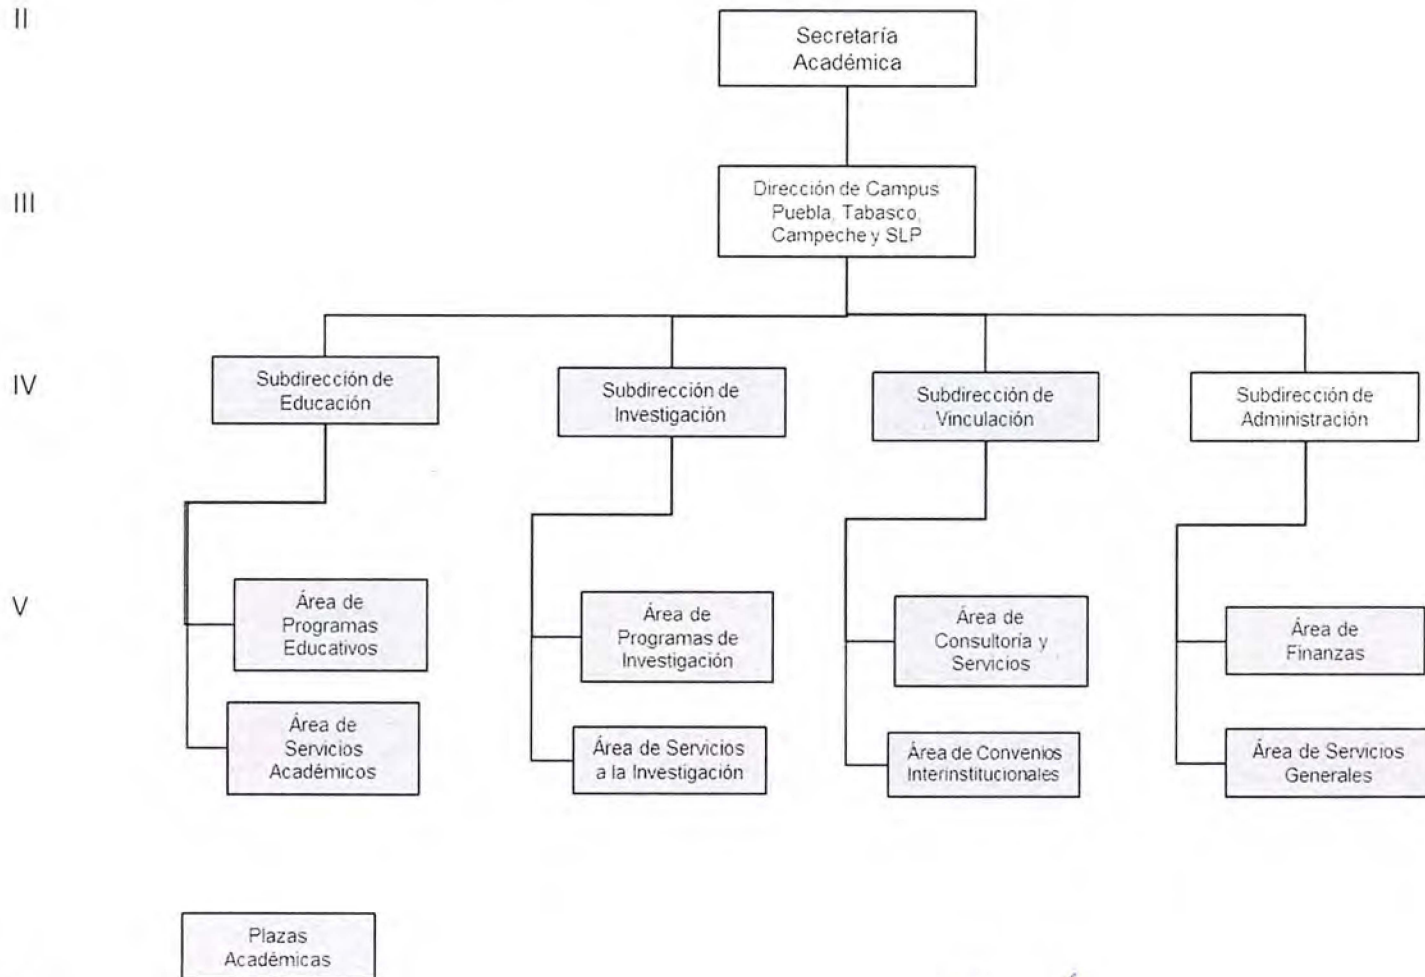 II
Secretaría
Académica
III
Dirección de Campus
Puebla, Tabasco,
Campeche y SLP
IV
Subdirección de
Educación
Subdirección de
Investigación
Subdirección de
Vinculación
Subdirección de
Administración
V
Área de
Programas
Educativos
Área de
Programas de
Investigación
Área de
Consultoría y
Servicios
Área de
Finanzas
Área de
Servicios
Académicos
Área de Servicios
a la Investigación
Área de Convenios
Interinstitucionales
Área de Servicios
Generales
Plazas
Académicas